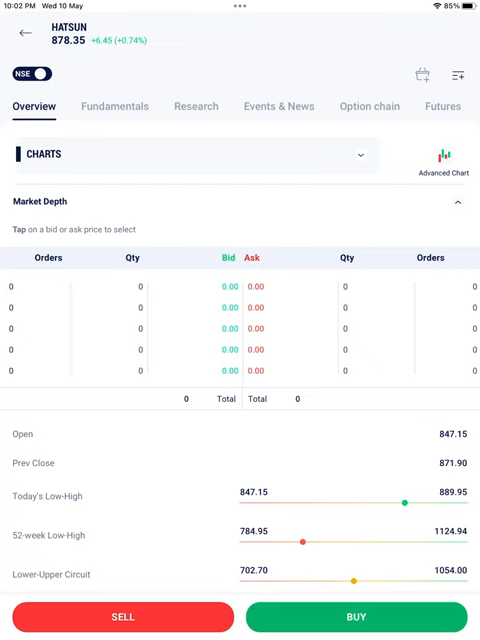 10:02 PM Wed 10 May
85%
HATSUN
878.35 +6.45 (+0.74%)
NSE
Overview Fundamentals Research Events & News Option chain Futures
CHARTS
Advanced Chart
Market Depth
Tap on a bid or ask price to select
Orders Qty Bid Ask Qty Orders
0 0 0.00 0.00 0 0
0 0 0.00 0.00 0 0
0 0 0.00 0.00 0 0
0 0 0.00 0.00 0 0
0 0 0.00 0.00 0 0
0 Total Total 0
Open 847.15
Prev Close 871.90
Today's Low-High 847.15 889.95
52-week Low-High 784.95 1124.94
Lower-Upper Circuit 702.70 1054.00
SELL BUY